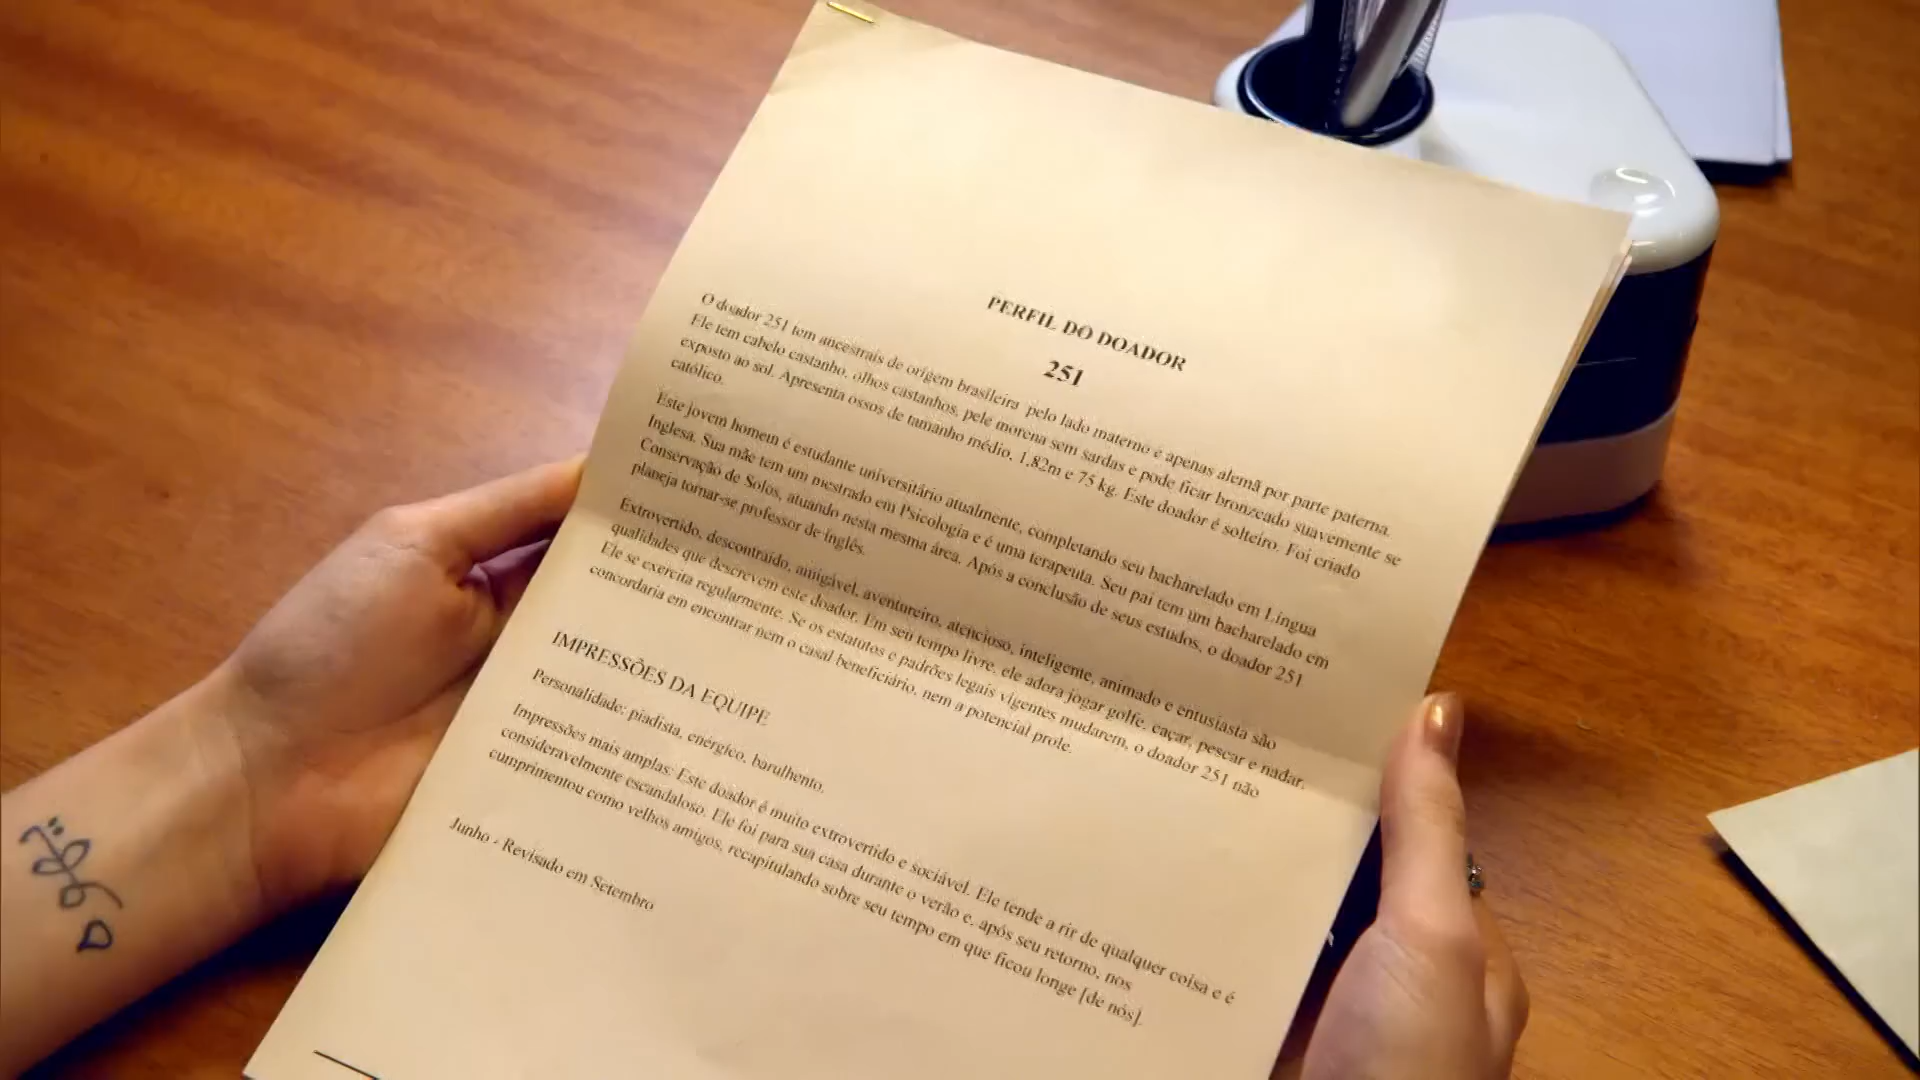 PERFIL DO DOADOR
251
O doador 251 tem ancestrais de origem brasileira pelo lado materno e apenas alemã por parte paterna.
Ele tem cabelo castanho, olhos castanhos, pele morena sem sardas e pode ficar bronzeado suavemente se
exposto ao sol. Apresenta ossos de tamanho médio, 1,82m e 75 kg. Este doador é solteiro. Foi criado
católico.
Este jovem homem é estudante universitário atualmente, completando seu bacharelado em Língua
Inglesa. Sua mãe tem um mestrado em Psicologia e é uma terapeuta. Seu pai tem um bacharelado em
Conservação de Solos, atuando nesta mesma área. Após a conclusão de seus estudos, o doador 251
planeja tornar-se professor de inglês.
Extrovertido, descontraído, amigável, aventureiro, atencioso, inteligente, animado e entusiasta são
qualidades que descrevem este doador. Em seu tempo livre, ele adora jogar golfe, caçar, pescar e nadar.
Ele se exercita regularmente. Se os estatutos e padrões legais vigentes mudarem, o doador 251 não
concordaria em encontrar nem o casal beneficiário, nem a potencial prole.
IMPRESSÕES DA EQUIPE
Personalidade: piadista, enérgico, barulhento.
Impressões mais amplas: Este doador é muito extrovertido e sociável. Ele tende a rir de qualquer coisa e é
consideravelmente escandaloso. Ele foi para sua casa durante o verão e, após seu retorno, nos
cumprimentou como velhos amigos, recapitulando sobre seu tempo em que ficou longe [de nós].
Junho - Revisado em Setembro